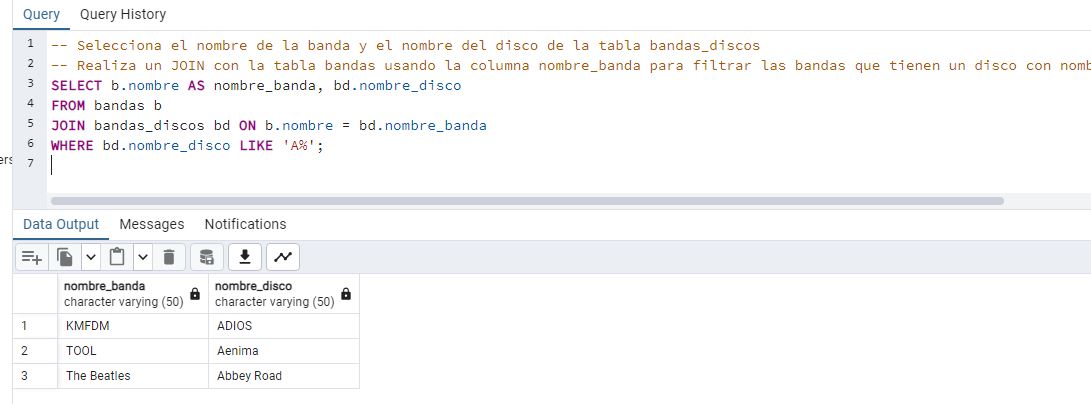 Query Query History
1 -- Selecciona el nombre de la banda y el nombre del disco de la tabla bandas_discos
2 -- Realiza un JOIN con la tabla bandas usando la columna nombre_banda para filtrar las bandas que tienen un disco con nomb
3 SELECT b.nombre AS nombre_banda, bd.nombre_disco
4 FROM bandas b
5 JOIN bandas_discos bd ON b.nombre = bd.nombre_banda
6 WHERE bd.nombre_disco LIKE 'A%';
ers
7
Data Output Messages Notifications
nombre_banda nombre_disco
character varying (50) character varying (50)
1 KMFDM ADIOS
2 TOOL Aenima
3 The Beatles Abbey Road